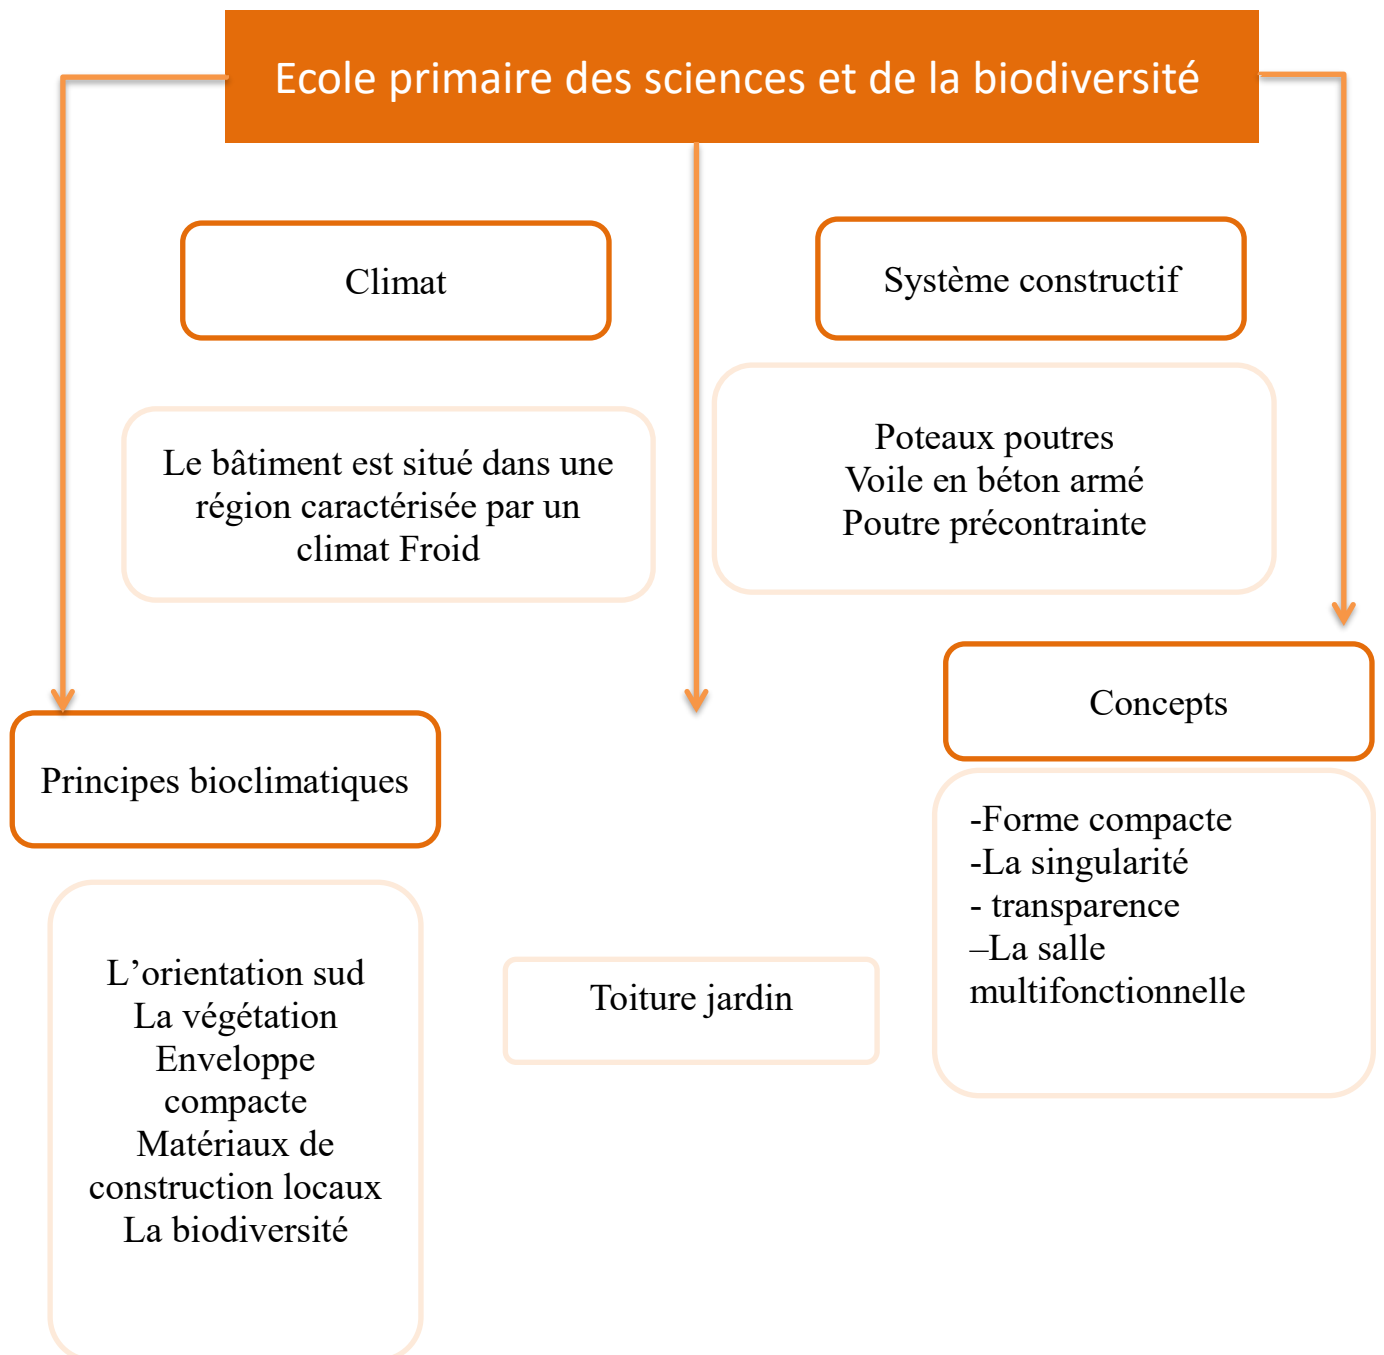 Ecole primaire des sciences et de la biodiversité
Climat
Système constructif
Le bâtiment est situé dans une
région caractérisée par un
climat Froid
Poteaux poutres
Voile en béton armé
Poutre précontrainte
Principes bioclimatiques
Concepts
L’orientation sud
La végétation
Enveloppe
compacte
Matériaux de
construction locaux
La biodiversité
Toiture jardin
-Forme compacte
-La singularité
- transparence
–La salle
multifonctionnelle